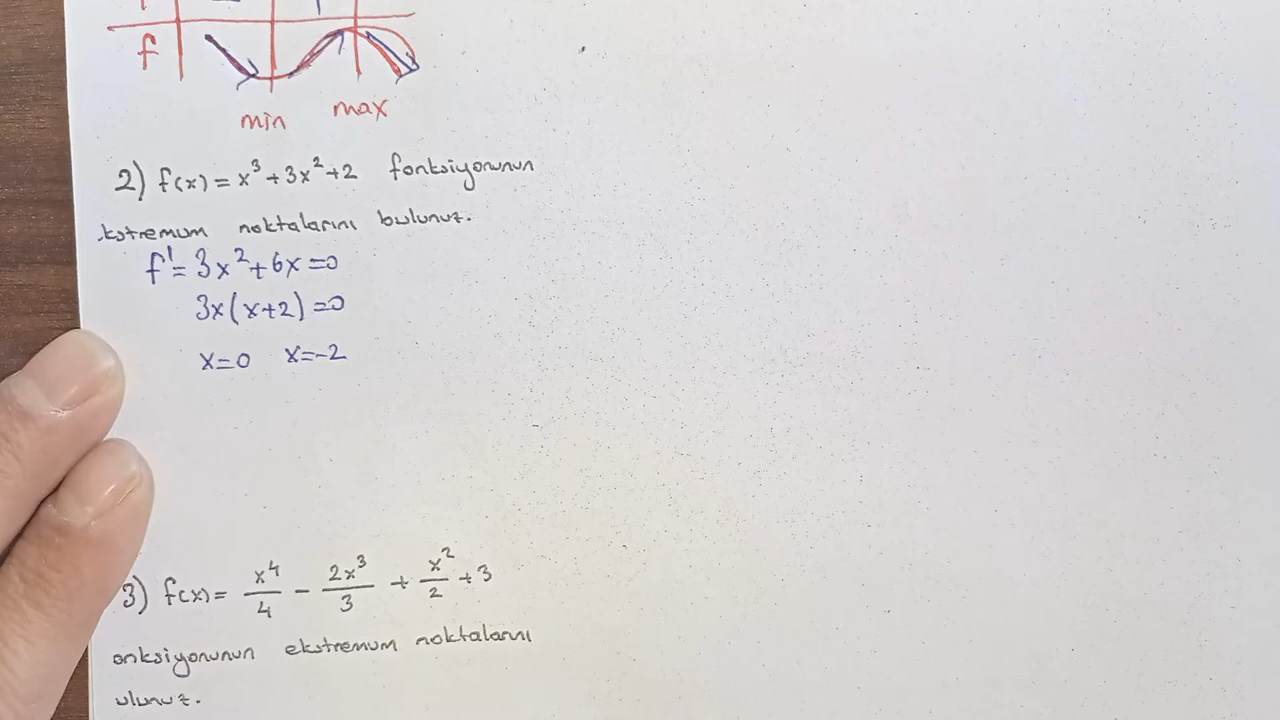 f
min max
2) f(x) = x³ + 3x² + 2 fonksiyonunun
kstremum noktalarını bulunuz.
f' = 3x² + 6x = 0
3x(x+2) = 0
x=0 x=-2
3) f(x) = x⁴/4 - 2x³/3 + x²/2 + 3
onksiyonunun ekstremum noktalarını
ulunuz.